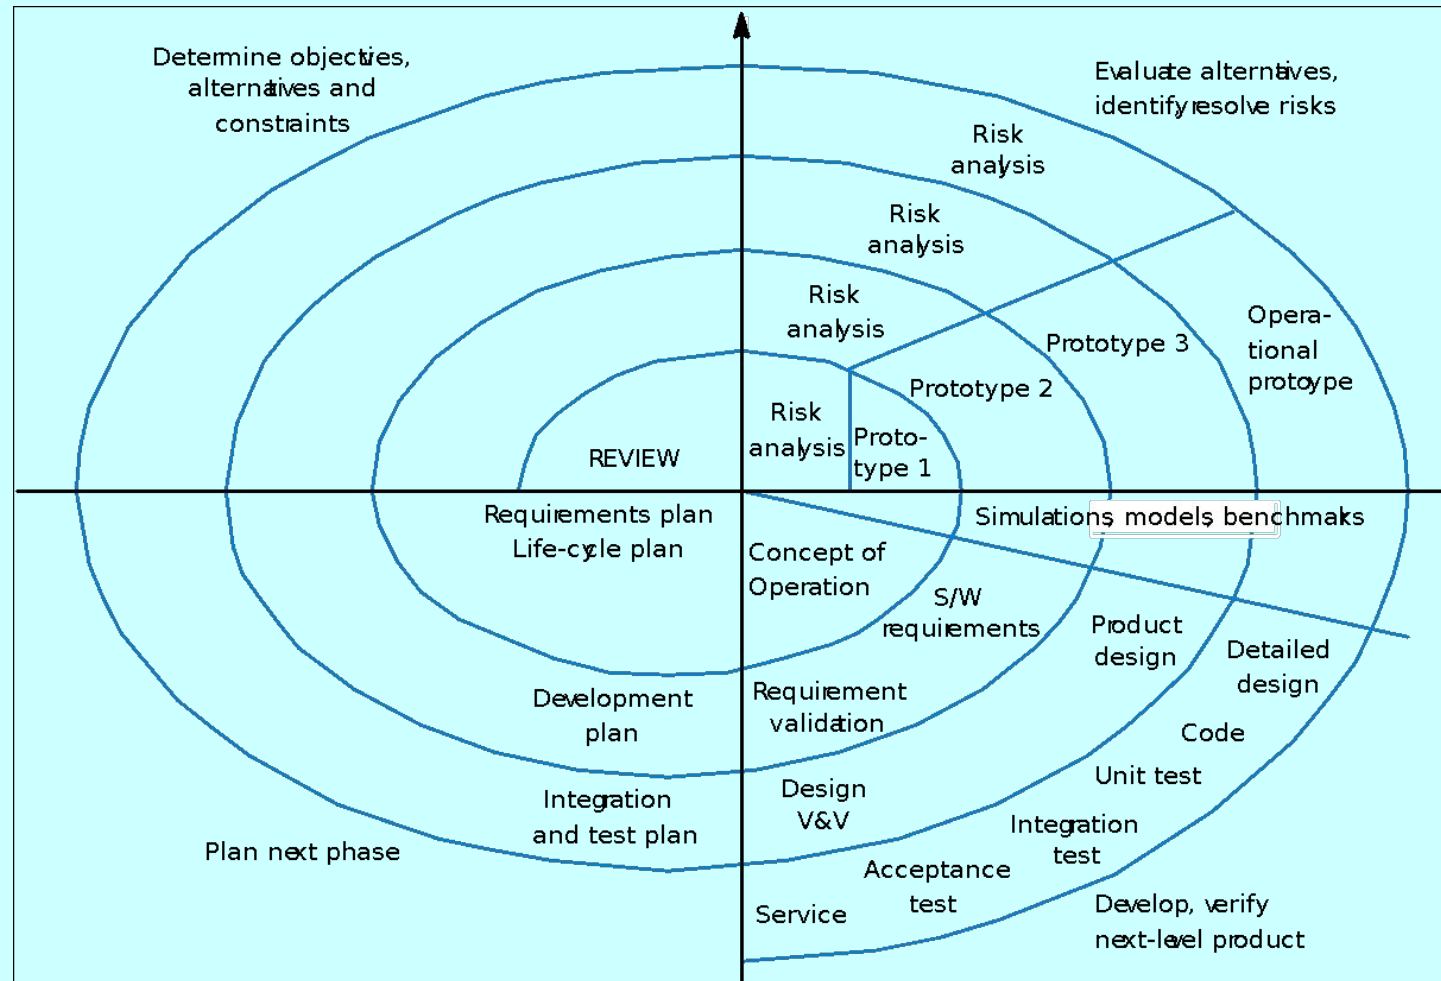 Determine objectives,
alternatives and
constraints
Evaluate alternatives,
identify, resolve risks
Risk
analysis
Risk
analysis
Risk
analysis
Risk
analysis
Proto-
type 1
Prototype 2
Prototype 3
Opera-
tional
protoype
REVIEW
Requirements plan
Life-cycle plan
Development
plan
Integration
and test plan
Plan next phase
Simulations, models, benchmarks
Concept of
Operation
S/W
requirements
Product
design
Detailed
design
Requirement
validation
Code
Unit test
Design
V&V
Integration
test
Acceptance
test
Service
Develop, verify
next-level product